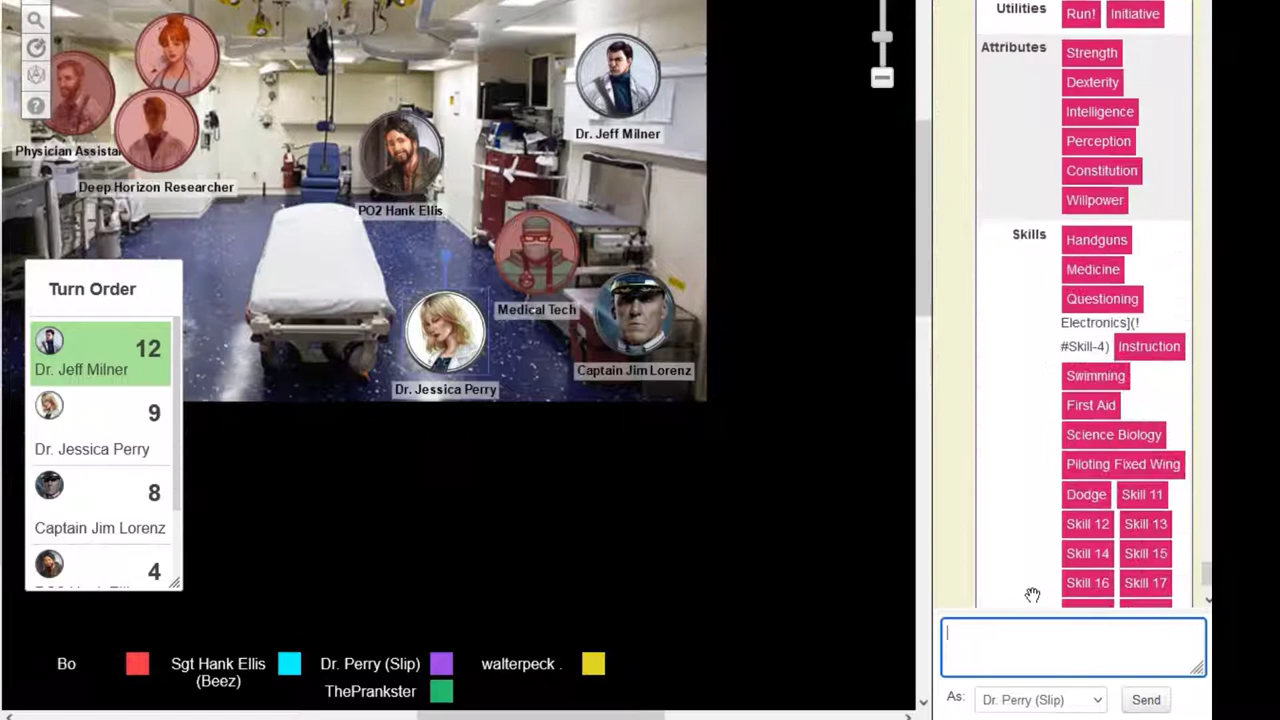 Dr. Jeff Milner
Physician Assista
Deep Horizon Researcher
PO2 Hank Ellis
Medical Tech
Captain Jim Lorenz
Dr. Jessica Perry
Turn Order
12
Dr. Jeff Milner
9
Dr. Jessica Perry
8
Captain Jim Lorenz
4
Bo
Sgt Hank Ellis
(Beez)
Dr. Perry (Slip)
walterpeck .
ThePrankster
Utilities
Run! Initiative
Attributes
Strength
Dexterity
Intelligence
Perception
Constitution
Willpower
Skills
Handguns
Medicine
Questioning
Electronics](!
#Skill-4) Instruction
Swimming
First Aid
Science Biology
Piloting Fixed Wing
Dodge Skill 11
Skill 12 Skill 13
Skill 14 Skill 15
Skill 16 Skill 17
As: Dr. Perry (Slip) Send